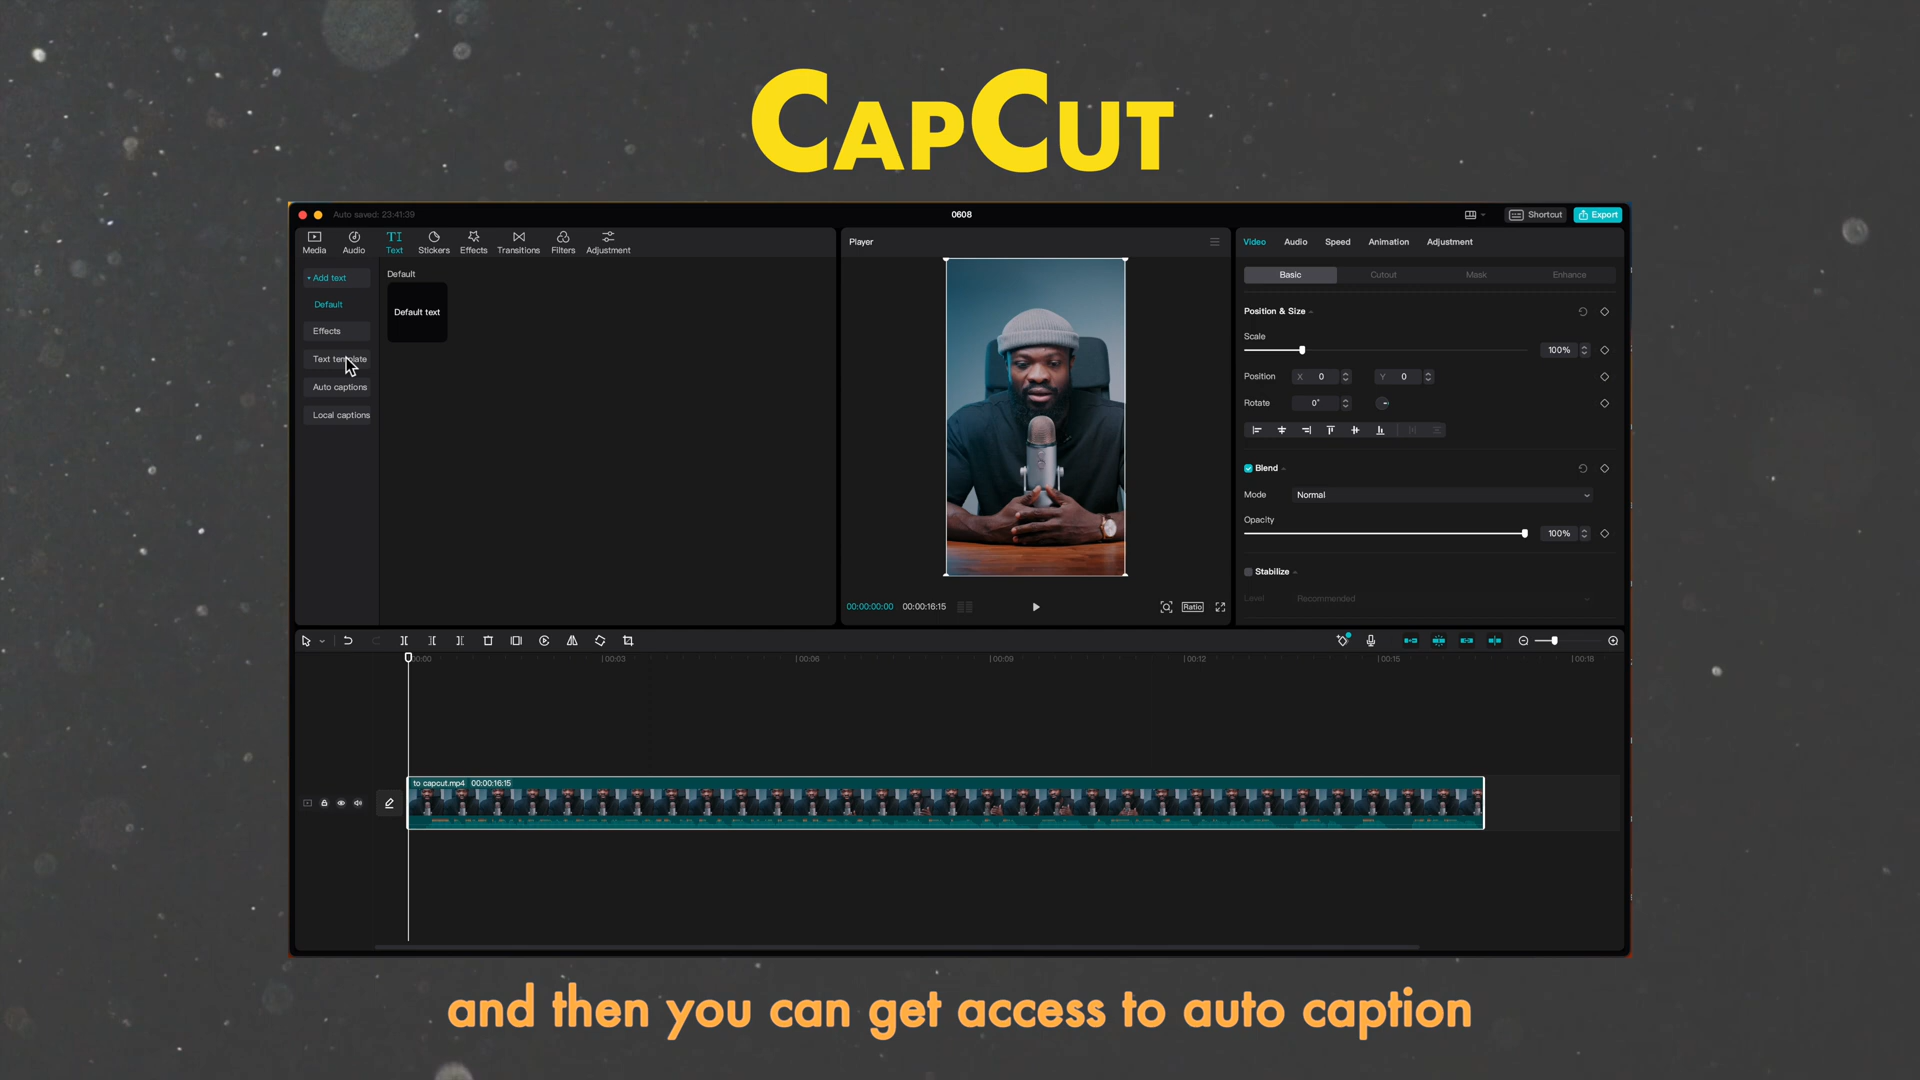 CAPCUT
Auto saved: 23:41:39
0608
Shortcut
Export
Media
Audio
TI
Text
Stickers
Effects
Transitions
Filters
Adjustment
+ Add text
Default
Effects
Text template
Auto captions
Local captions
Default
Default text
Player
00:00:00:00
00:00:16:15
Ratio
Video
Audio
Speed
Animation
Adjustment
Basic
Cutout
Mask
Enhance
Position & Size
Scale
100%
Position
X 0
Y 0
Rotate
0°
Blend
Mode
Normal
Opacity
100%
Stabilize
Level
Recommended
00:00
00:03
00:06
00:09
00:12
00:15
00:18
to capcut.mp4 00:00:16:15
and then you can get access to auto caption